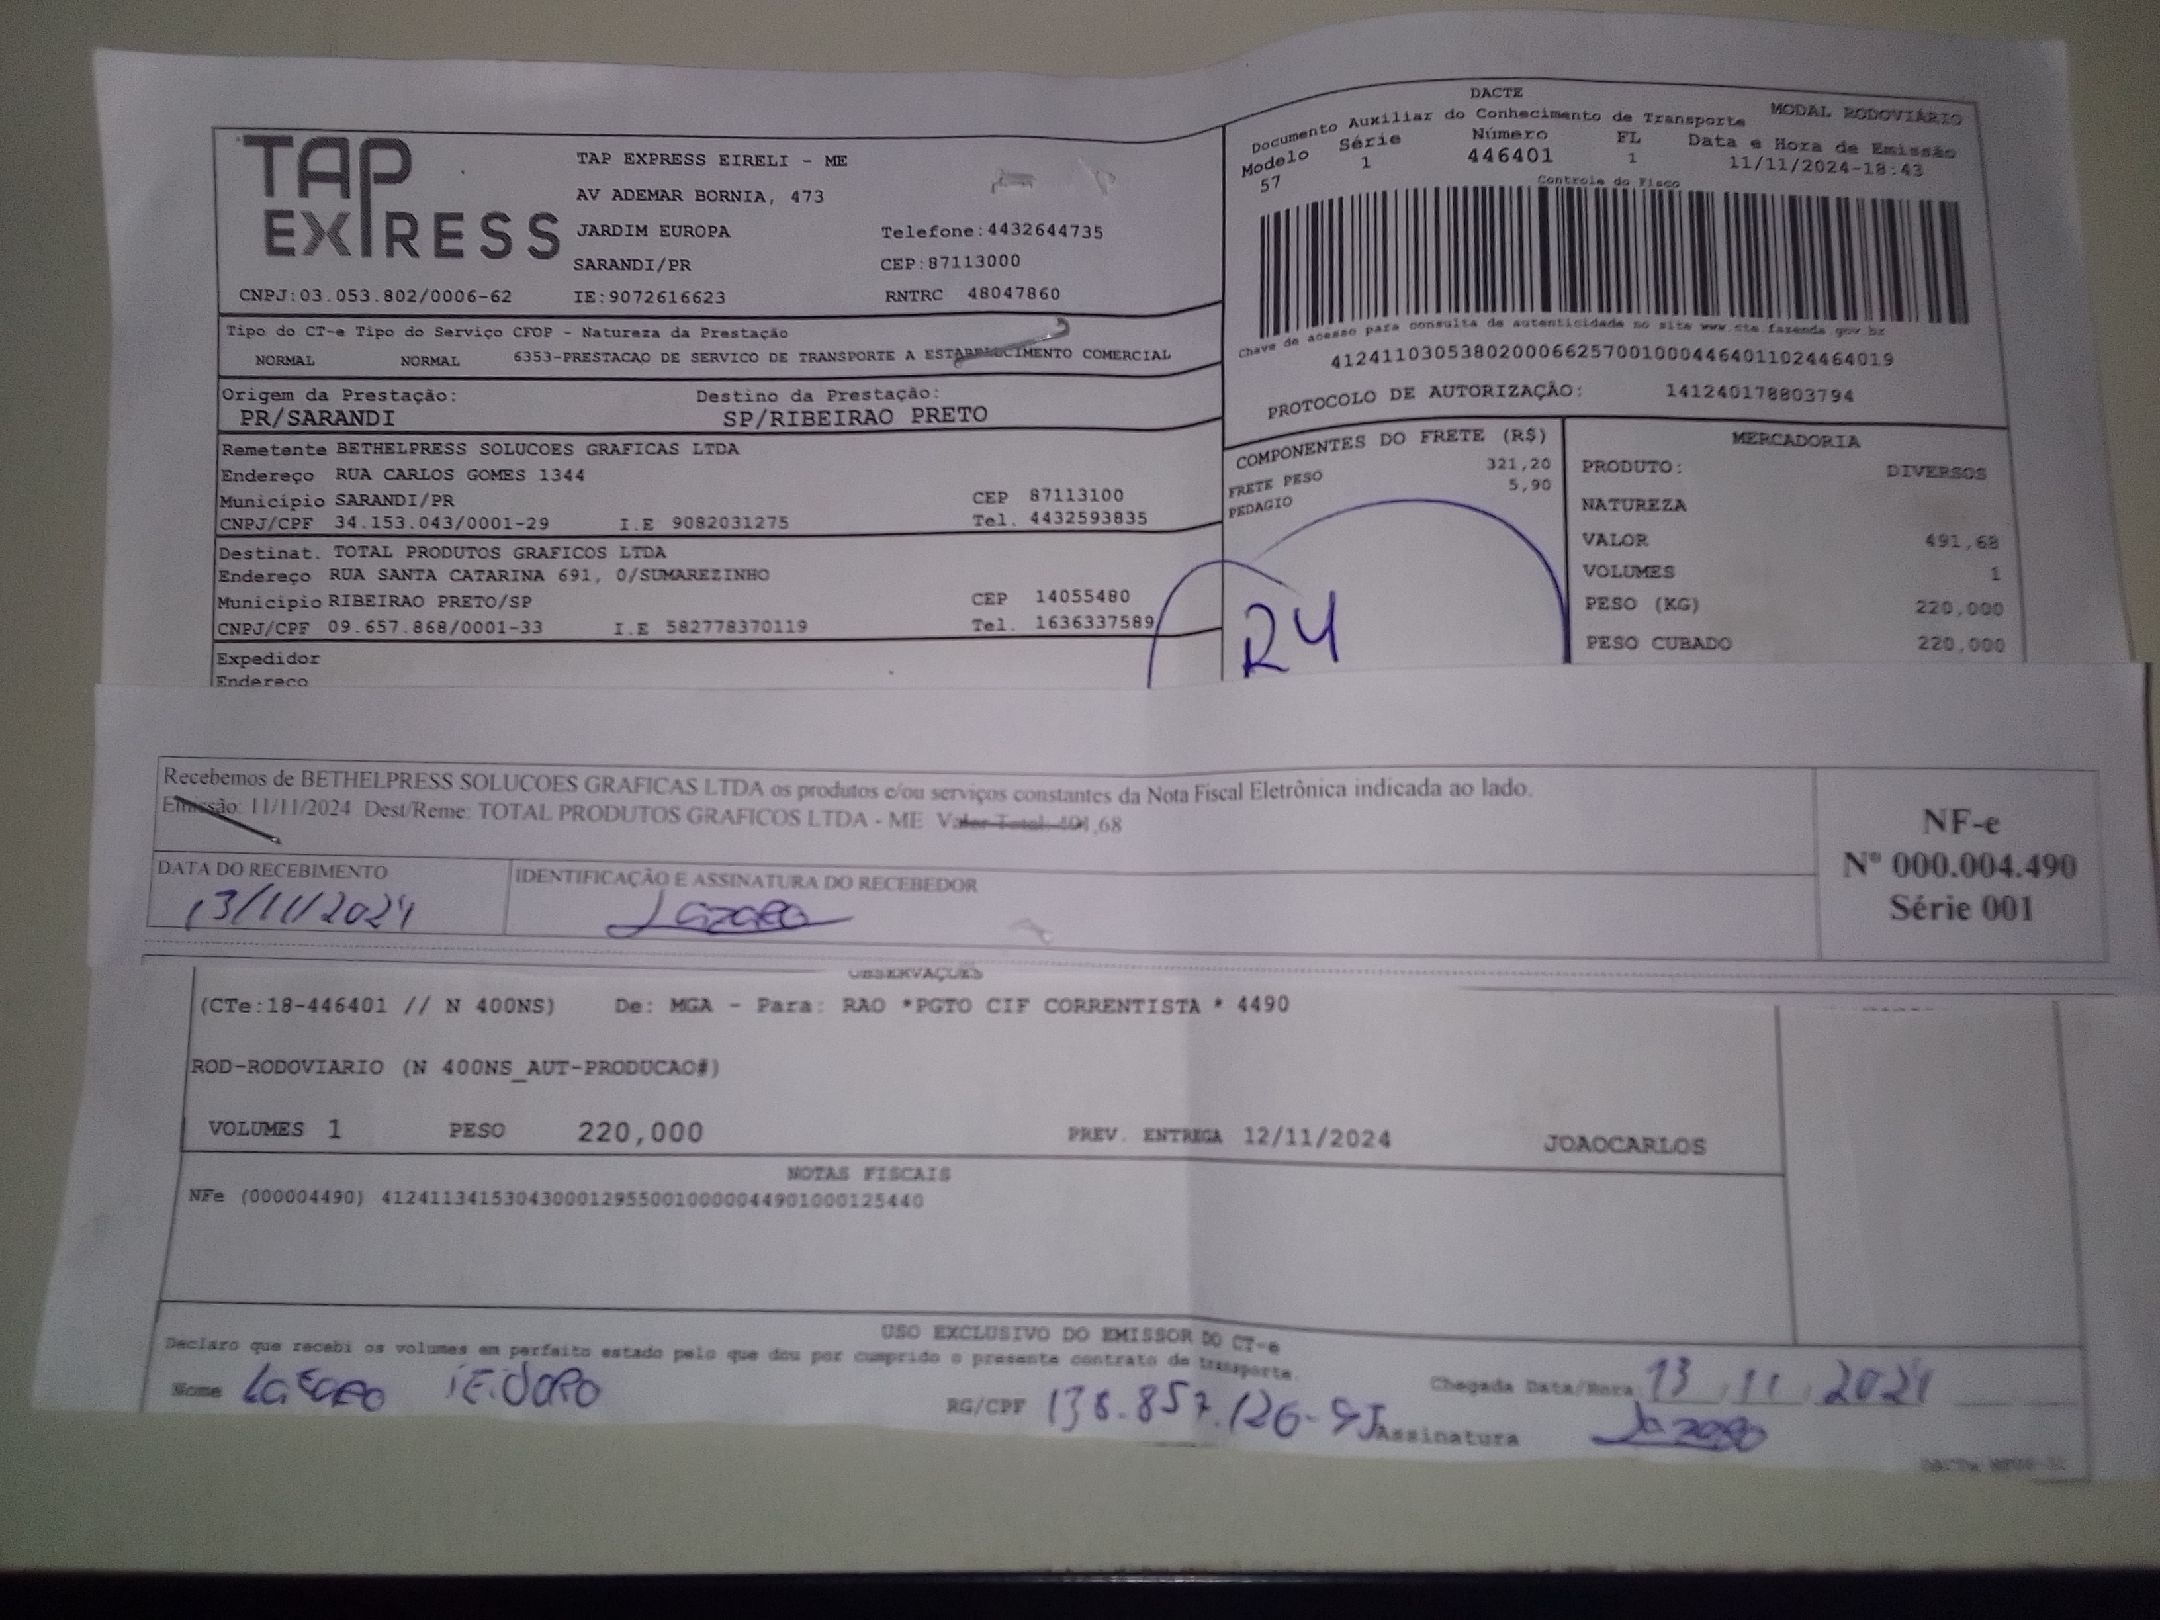 TAP EXPRESS
TAP EXPRESS EIRELI - ME
AV ADEMAR BORNIA, 473
JARDIM EUROPA Telefone:4432644735
SARANDI/PR CEP:87113000
CNPJ:03.053.802/0006-62 IE:9072616623 RNTRC 48047860
DACTE
Documento Auxiliar do Conhecimento de Transporte MODAL RODOVIÁRIO
Modelo Série Número FL Data e Hora de Emissão
57 1 446401 1 11/11/2024-18:43
Controle do Fisco
Chave de acesso para consulta de autenticidade no site www.cte.fazenda.gov.br
41241103053802000662570010004464011024464019
PROTOCOLO DE AUTORIZAÇÃO: 141240178803794
Tipo do CT-e Tipo do Serviço CFOP - Natureza da Prestação
NORMAL NORMAL 6353-PRESTACAO DE SERVICO DE TRANSPORTE A ESTABELECIMENTO COMERCIAL
Origem da Prestação: Destino da Prestação:
PR/SARANDI SP/RIBEIRAO PRETO
Remetente BETHELPRESS SOLUCOES GRAFICAS LTDA
Endereço RUA CARLOS GOMES 1344
Município SARANDI/PR CEP 87113100
CNPJ/CPF 34.153.043/0001-29 I.E 9082031275 Tel. 4432593835
Destinat. TOTAL PRODUTOS GRAFICOS LTDA
Endereço RUA SANTA CATARINA 691, 0/SUMAREZINHO
Municipio RIBEIRAO PRETO/SP CEP 14055480
CNPJ/CPF 09.657.868/0001-33 I.E 582778370119 Tel. 1636337589
Expedidor
Endereço
COMPONENTES DO FRETE (R$)
FRETE PESO 321,20
PEDAGIO 5,90
R4
MERCADORIA
PRODUTO: DIVERSOS
NATUREZA
VALOR 491,68
VOLUMES 1
PESO (KG) 220,000
PESO CUBADO 220,000
Recebemos de BETHELPRESS SOLUCOES GRAFICAS LTDA os produtos e/ou serviços constantes da Nota Fiscal Eletrônica indicada ao lado.
Emissão: 11/11/2024 Dest/Reme: TOTAL PRODUTOS GRAFICOS LTDA - ME Valor Total: 491,68
DATA DO RECEBIMENTO IDENTIFICAÇÃO E ASSINATURA DO RECEBEDOR
13/11/2024 Lazaro
NF-e
Nº 000.004.490
Série 001
OBSERVAÇÕES
(CTe:18-446401 // N 400NS) De: MGA - Para: RAO *PGTO CIF CORRENTISTA * 4490
ROD-RODOVIARIO (N 400NS_AUT-PRODUCAO#)
VOLUMES 1 PESO 220,000 PREV. ENTREGA 12/11/2024 JOAOCARLOS
NOTAS FISCAIS
NFe (000004490) 41241134153043000129550010000044901000125440
USO EXCLUSIVO DO EMISSOR DO CT-e
Declaro que recebi os volumes em perfeito estado pelo que dou por cumprido o presente contrato de transporte.
Nome Lazaro RG/CPF 138.857.126- Chegada Data/Hora 13 11 2024
Assinatura Lazaro